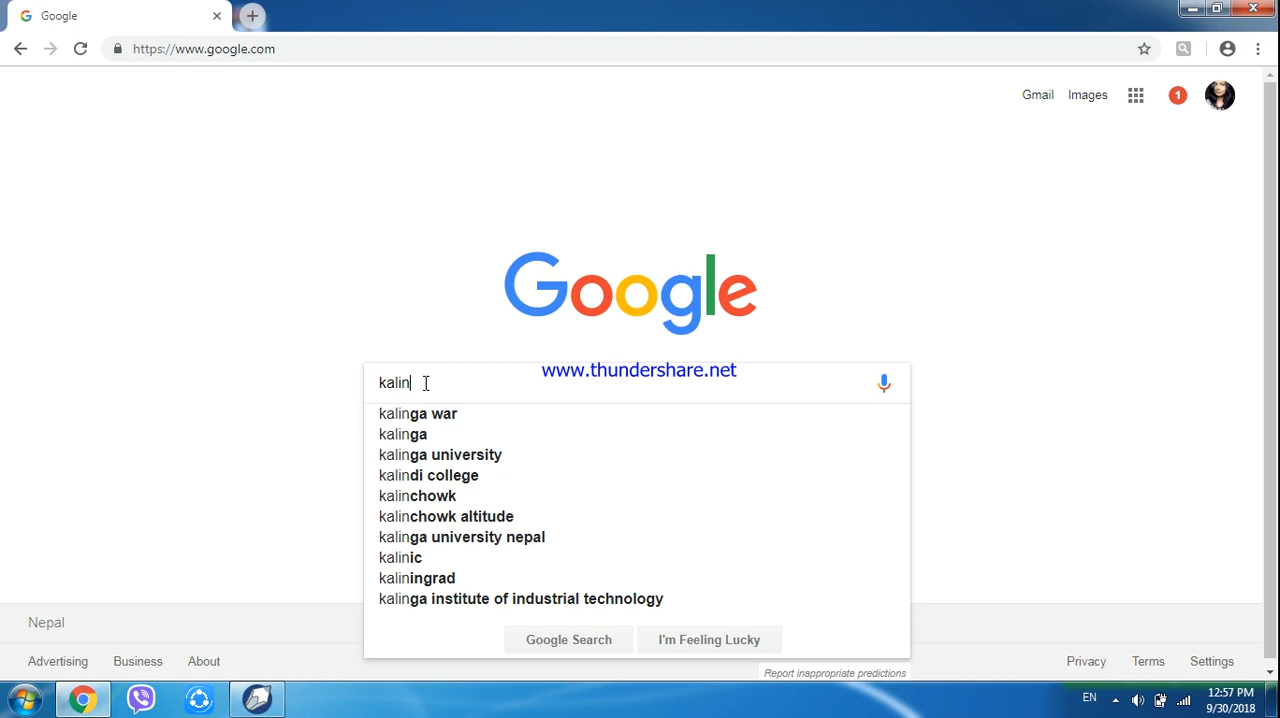 Google
https://www.google.com
Gmail Images
1
Google
www.thundershare.net
kalin
kalinga war
kalinga
kalinga university
kalindi college
kalinchowk
kalinchowk altitude
kalinga university nepal
kalinic
kaliningrad
kalinga institute of industrial technology
Google Search I'm Feeling Lucky
Report inappropriate predictions
Nepal
Advertising Business About Privacy Terms Settings
EN 12:57 PM
9/30/2018